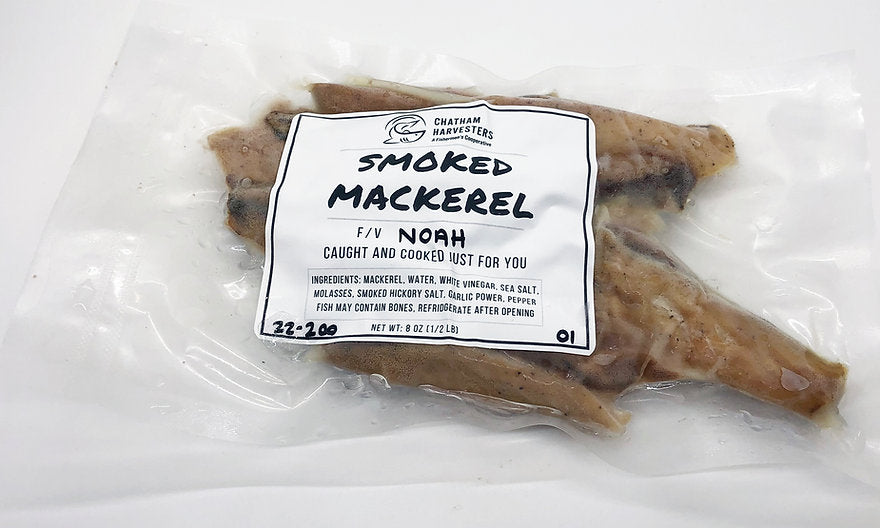 CHATHAM
HARVESTERS
A Fishermen's Cooperative
SMOKED
MACKEREL
F/V NOAH
CAUGHT AND COOKED JUST FOR YOU
INGREDIENTS: MACKEREL, WATER, WHITE VINEGAR, SEA SALT,
MOLASSES, SMOKED HICKORY SALT, GARLIC POWER, PEPPER
FISH MAY CONTAIN BONES, REFRIDGERATE AFTER OPENING
22-200
NET WT: 8 OZ (1/2 LB)
01